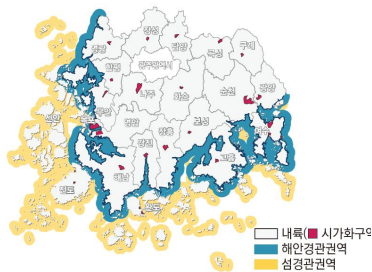 장성
영광
담양
곡성
구례
함평
광주광역시
나주
화순
순천
광양
신안
무안
목포
영암
장흥
보성
여수
강진
고흥
해남
진도
완도
내륙( 시가화구역
해안경관권역
섬경관권역